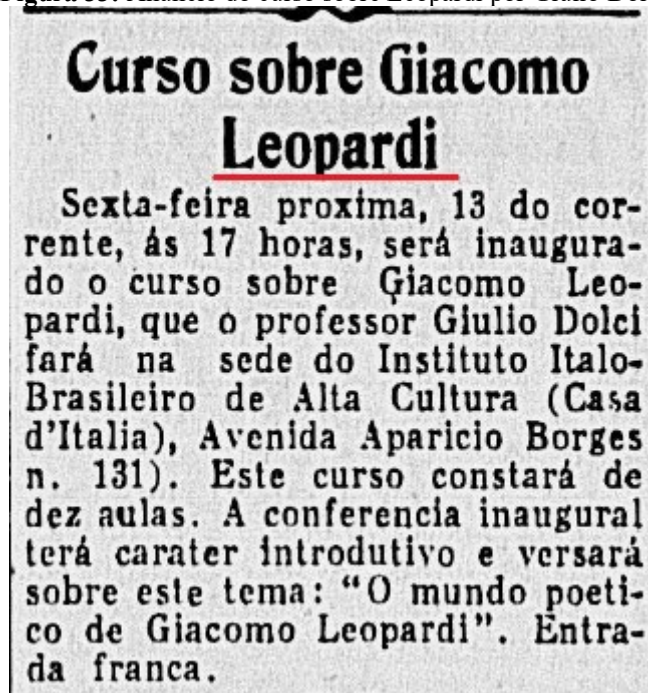 Curso sobre Giacomo
Leopardi
Sexta-feira proxima, 13 do cor-
rente, ás 17 horas, será inaugura-
do o curso sobre Giacomo Leo-
pardi, que o professor Giulio Dolci
fará na sede do Instituto Italo-
Brasileiro de Alta Cultura (Casa
d'Italia), Avenida Aparicio Borges
n. 131). Este curso constará de
dez aulas. A conferencia inaugural
terá carater introdutivo e versará
sobre este tema: "O mundo poeti-
co de Giacomo Leopardi". Entra-
da franca.